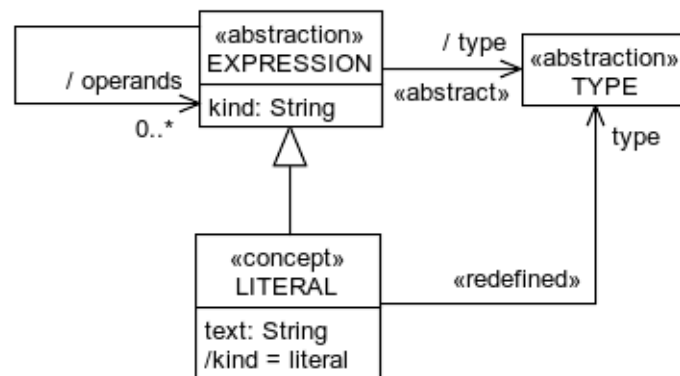 «abstraction»
EXPRESSION
kind: String
/ operands
0..*
/ type
«abstract»
«abstraction»
TYPE
type
«redefined»
«concept»
LITERAL
text: String
/kind = literal